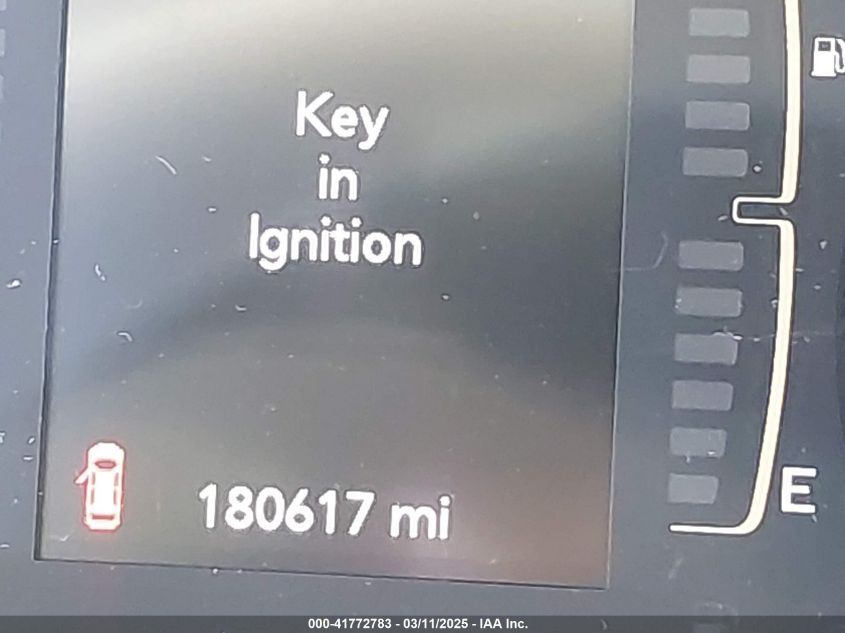 Key
in
Ignition
E
180617 mi
000-41772783 - 03/11/2025 - IAA Inc.